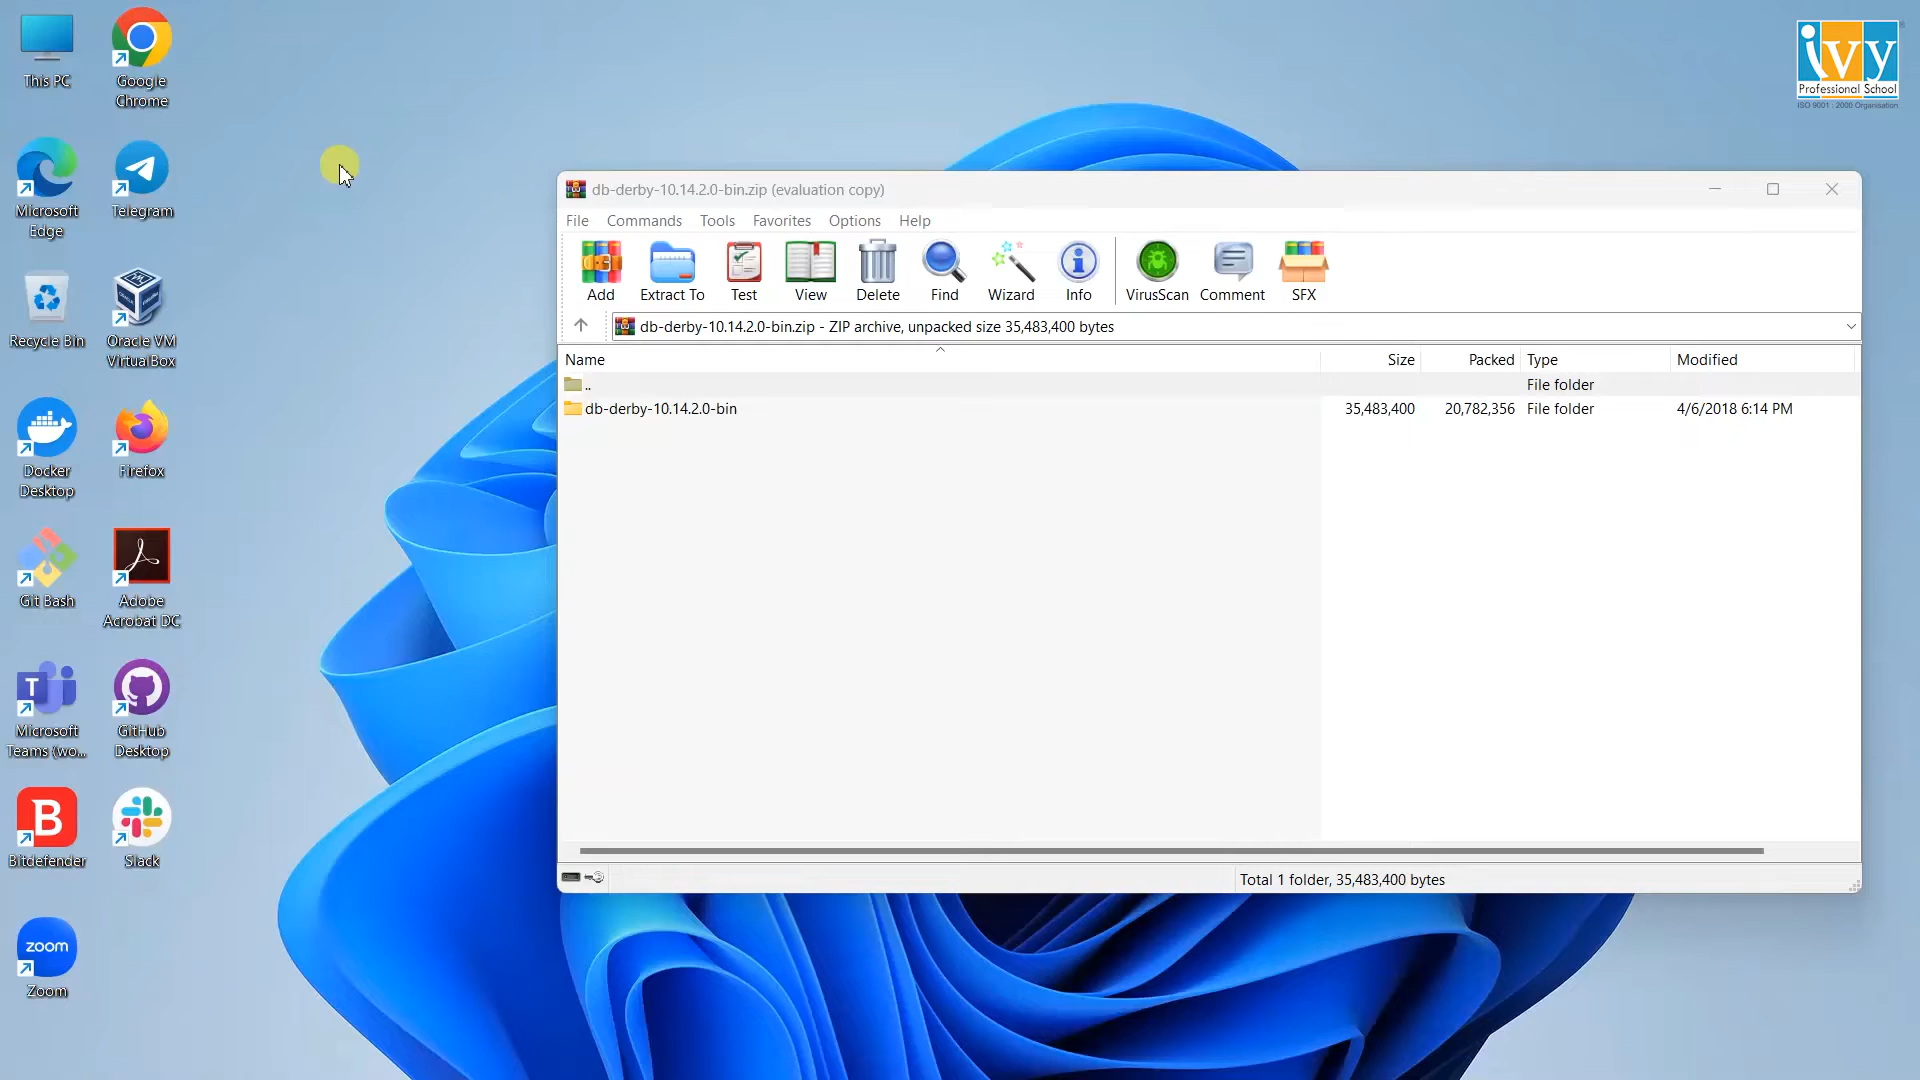 This PC
Google
Chrome
Microsoft
Edge
Telegram
Recycle Bin
Oracle VM
VirtualBox
Docker
Desktop
Firefox
Git Bash
Adobe
Acrobat DC
Microsoft
Teams (wo...
GitHub
Desktop
Bitdefender
Slack
zoom
Zoom
ivy
Professional School
ISO 9001 : 2000 Organisation
db-derby-10.14.2.0-bin.zip (evaluation copy)
File Commands Tools Favorites Options Help
Add Extract To Test View Delete Find Wizard Info VirusScan Comment SFX
db-derby-10.14.2.0-bin.zip - ZIP archive, unpacked size 35,483,400 bytes
Name Size Packed Type Modified
.. File folder
db-derby-10.14.2.0-bin 35,483,400 20,782,356 File folder 4/6/2018 6:14 PM
Total 1 folder, 35,483,400 bytes